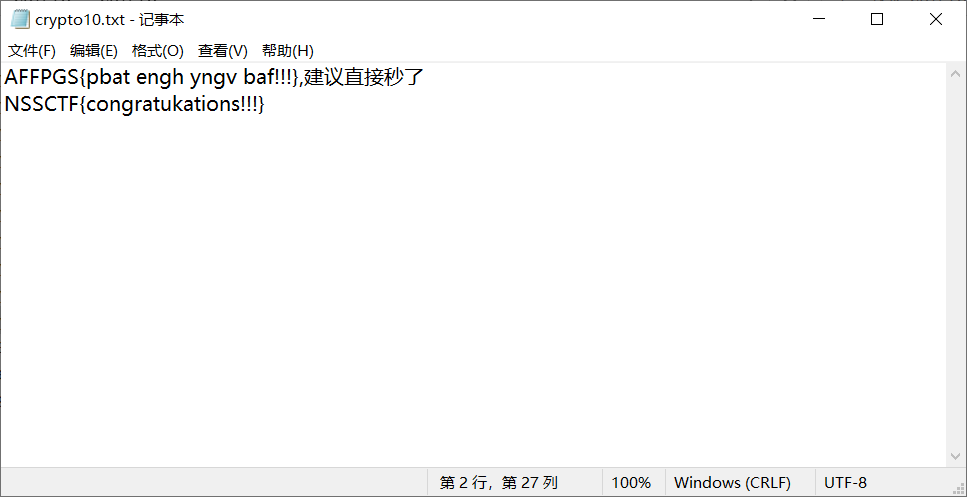 crypto10.txt - 记事本
文件(F) 编辑(E) 格式(O) 查看(V) 帮助(H)
AFFPGS{pbat engh yngv baf!!!},建议直接秒了
NSSCTF{congratukations!!!}
第 2 行，第 27 列 100% Windows (CRLF) UTF-8